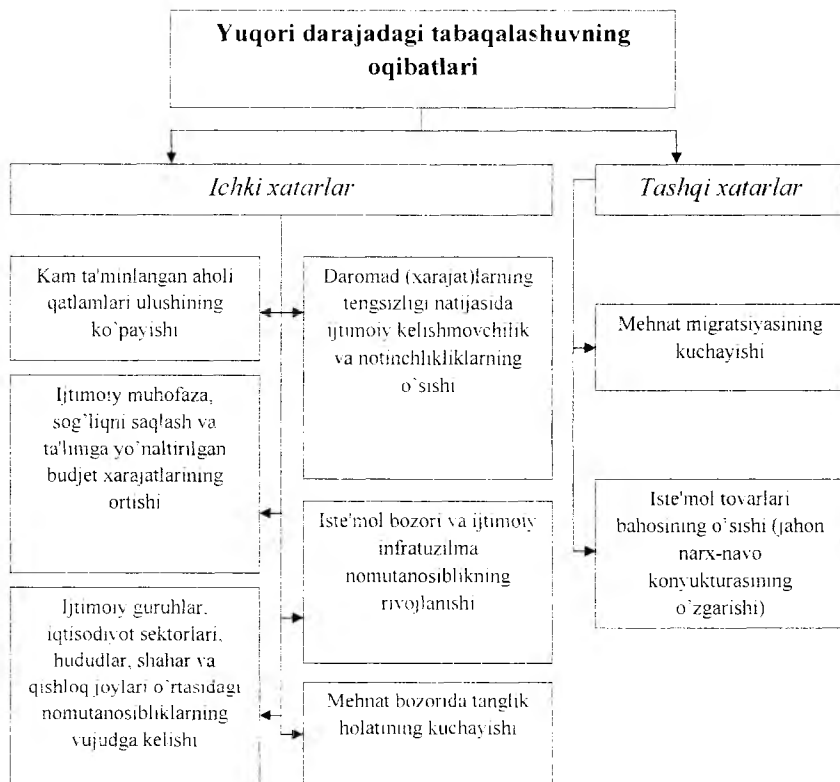 Yuqori darajadagi tabaqalashuvning
oqibatlari
Ichki xatarlar
Tashqi xatarlar
Kam ta'minlangan aholi
qatlamlari ulushining
ko`payishi
Daromad (xarajat)larning
tengsizligi natijasida
ijtimoiy kelishmovchilik
va notinchlikliklarning
o`sishi
Ijtimoiy muhofaza,
sog`liqni saqlash va
ta'limga yo`naltirilgan
budjet xarajatlarining
ortishi
Iste'mol bozori va ijtimoiy
infratuzilma
nomutanosiblikning
rivojlanishi
Ijtimoiy guruhlar,
iqtisodiyot sektorlari,
hududlar, shahar va
qishloq joylari o`rtasidagi
nomutanosibliklarning
vujudga kelishi
Mehnat bozorida tanglik
holatining kuchayishi
Mehnat migratsiyasining
kuchayishi
Iste'mol tovarlari
bahosining o`sishi (jahon
narx-navo
konyukturasining
o`zgarishi)